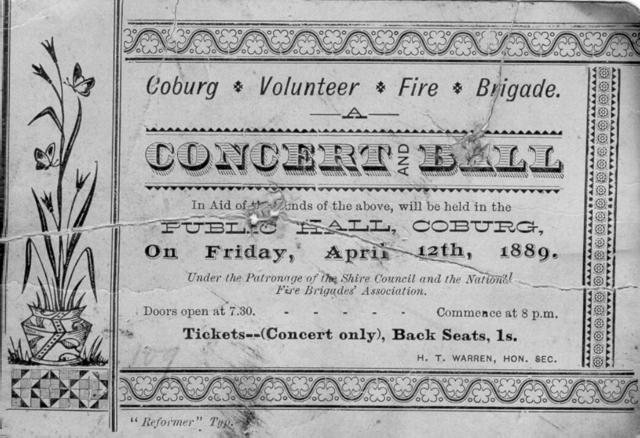 Coburg Volunteer Fire Brigade.
A
CONCERT AND BALL
In Aid of the Funds of the above, will be held in the
PUBLIC HALL, COBURG,
On Friday, April 12th, 1889.
Under the Patronage of the Shire Council and the National
Fire Brigades' Association.
Doors open at 7.30. - - - - - Commence at 8 p.m.
Tickets--(Concert only), Back Seats, 1s.
H. T. WARREN, HON. SEC.
"Reformer" Typ.